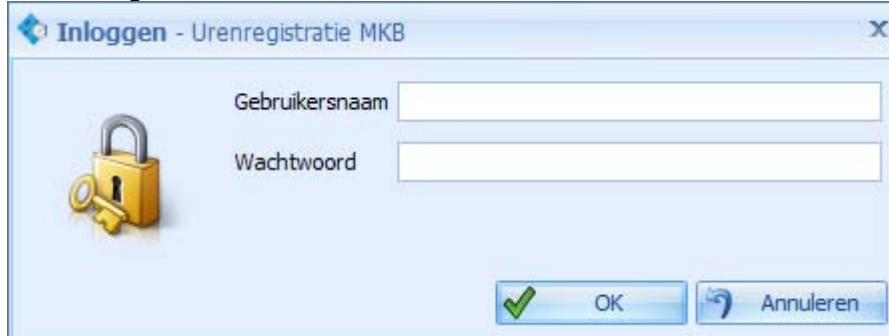 Inloggen - Urenregistratie MKB
Gebruikersnaam
Wachtwoord
OK Annuleren